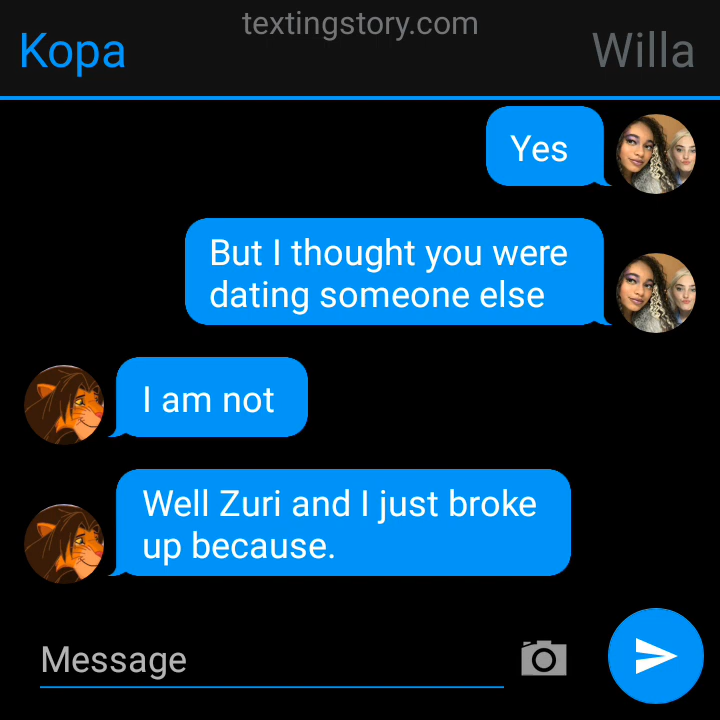 textingstory.com
Kopa
Willa
Yes
But I thought you were
dating someone else
I am not
Well Zuri and I just broke
up because.
Message